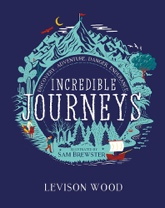 DISCOVERY, ADVENTURE, DANGER, ENDURANCE
INCREDIBLE
JOURNEYS
ILLUSTRATED BY
SAM BREWSTER
LEVISON WOOD